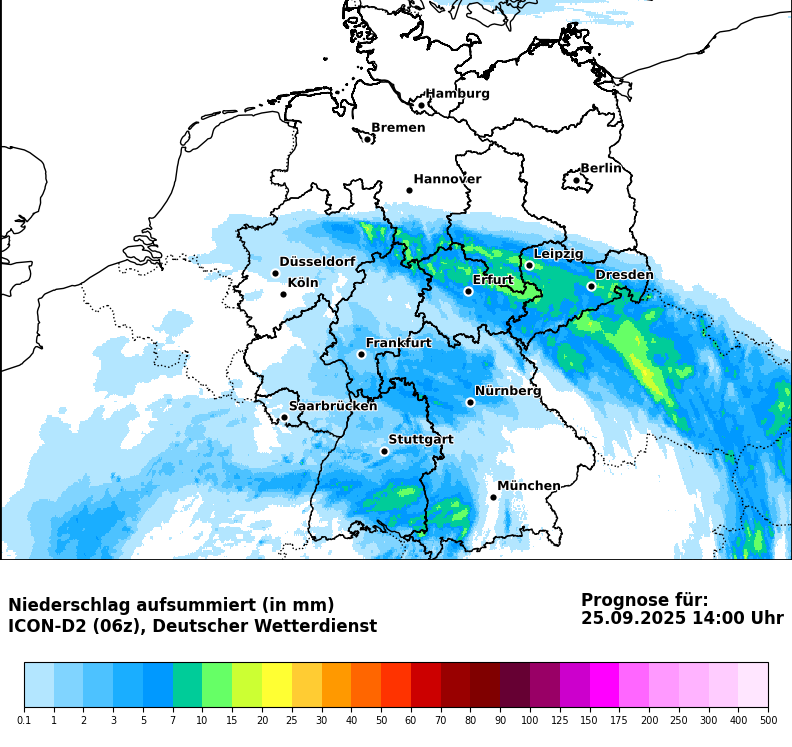 Hamburg
Bremen
Berlin
Hannover
Leipzig
Düsseldorf
Dresden
Köln
Erfurt
Frankfurt
Nürnberg
Saarbrücken
Stuttgart
München
Niederschlag aufsummiert (in mm)
ICON-D2 (06z), Deutscher Wetterdienst
Prognose für:
25.09.2025 14:00 Uhr
0.1 1 2 3 5 7 10 15 20 25 30 40 50 60 70 80 90 100 125 150 175 200 250 300 400 500